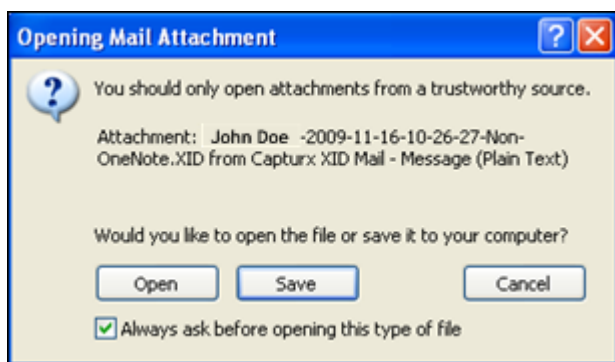 Opening Mail Attachment
You should only open attachments from a trustworthy source.
Attachment: John Doe -2009-11-16-10-26-27-Non-
OneNote.XID from Capturx XID Mail - Message (Plain Text)
Would you like to open the file or save it to your computer?
Open Save Cancel
Always ask before opening this type of file